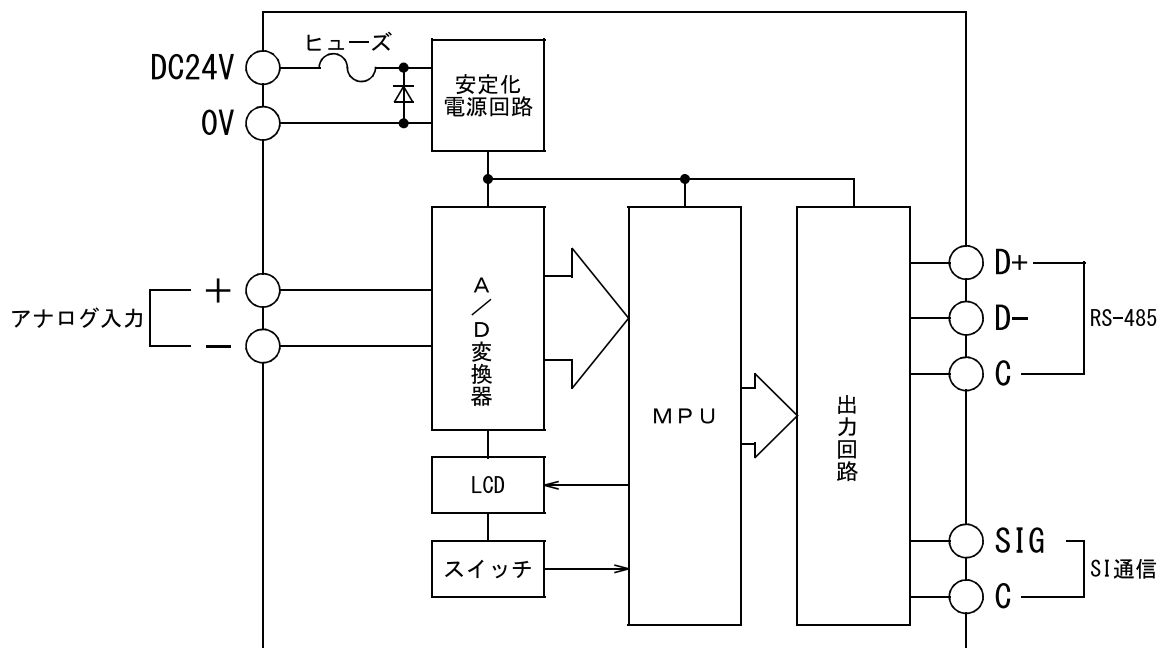 ヒューズ
DC24V
0V
安定化
電源回路
アナログ入力
+
−
A/D変換器
MPU
出力回路
LCD
スイッチ
D+
D−
C
RS-485
SIG
C
SI通信